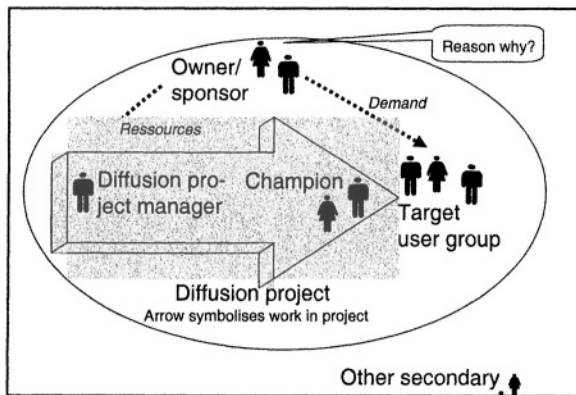 Reason why?
Owner/
sponsor
Demand
Ressources
Diffusion pro-
ject manager
Champion
Target
user group
Diffusion project
Arrow symbolises work in project
Other secondary